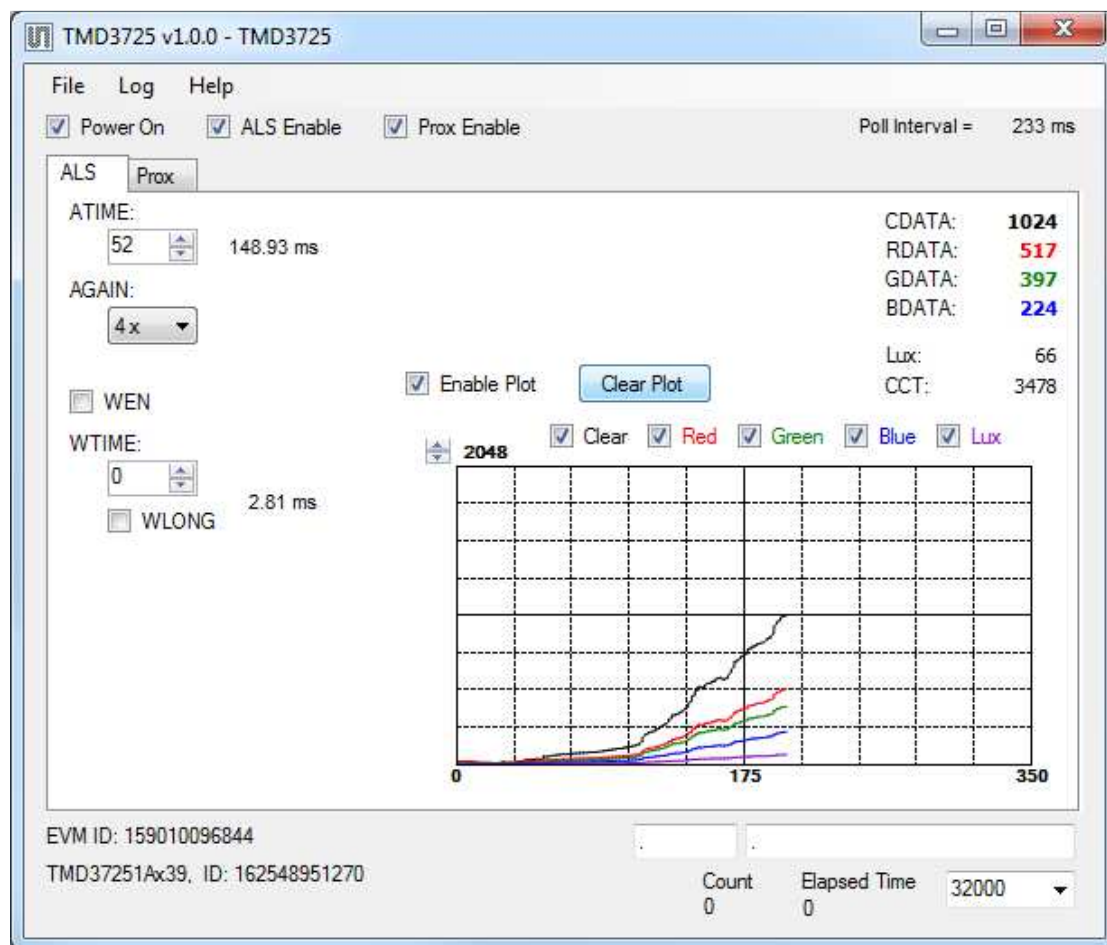 TMD3725 v1.0.0 - TMD3725
File Log Help
Power On ALS Enable Prox Enable Poll Interval = 233 ms
ALS Prox
ATIME:
52 148.93 ms
CDATA: 1024
RDATA: 517
GDATA: 397
BDATA: 224
AGAIN:
4x
Lux: 66
CCT: 3478
Enable Plot Clear Plot
WEN
WTIME:
0 2.81 ms
WLONG
Clear Red Green Blue Lux
2048
0 175 350
EVM ID: 159010096844
. .
TMD37251Ax39, ID: 162548951270
Count Elapsed Time 32000
0 0